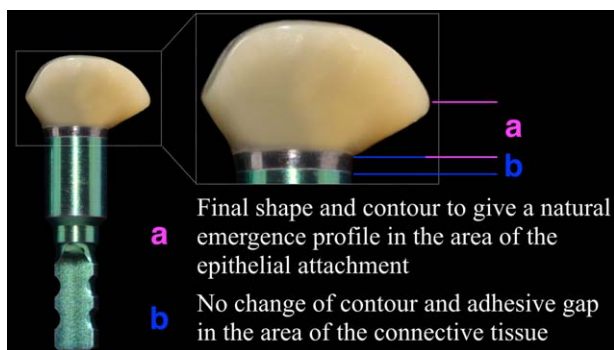 a
b
a Final shape and contour to give a natural
emergence profile in the area of the
epithelial attachment
b No change of contour and adhesive gap
in the area of the connective tissue